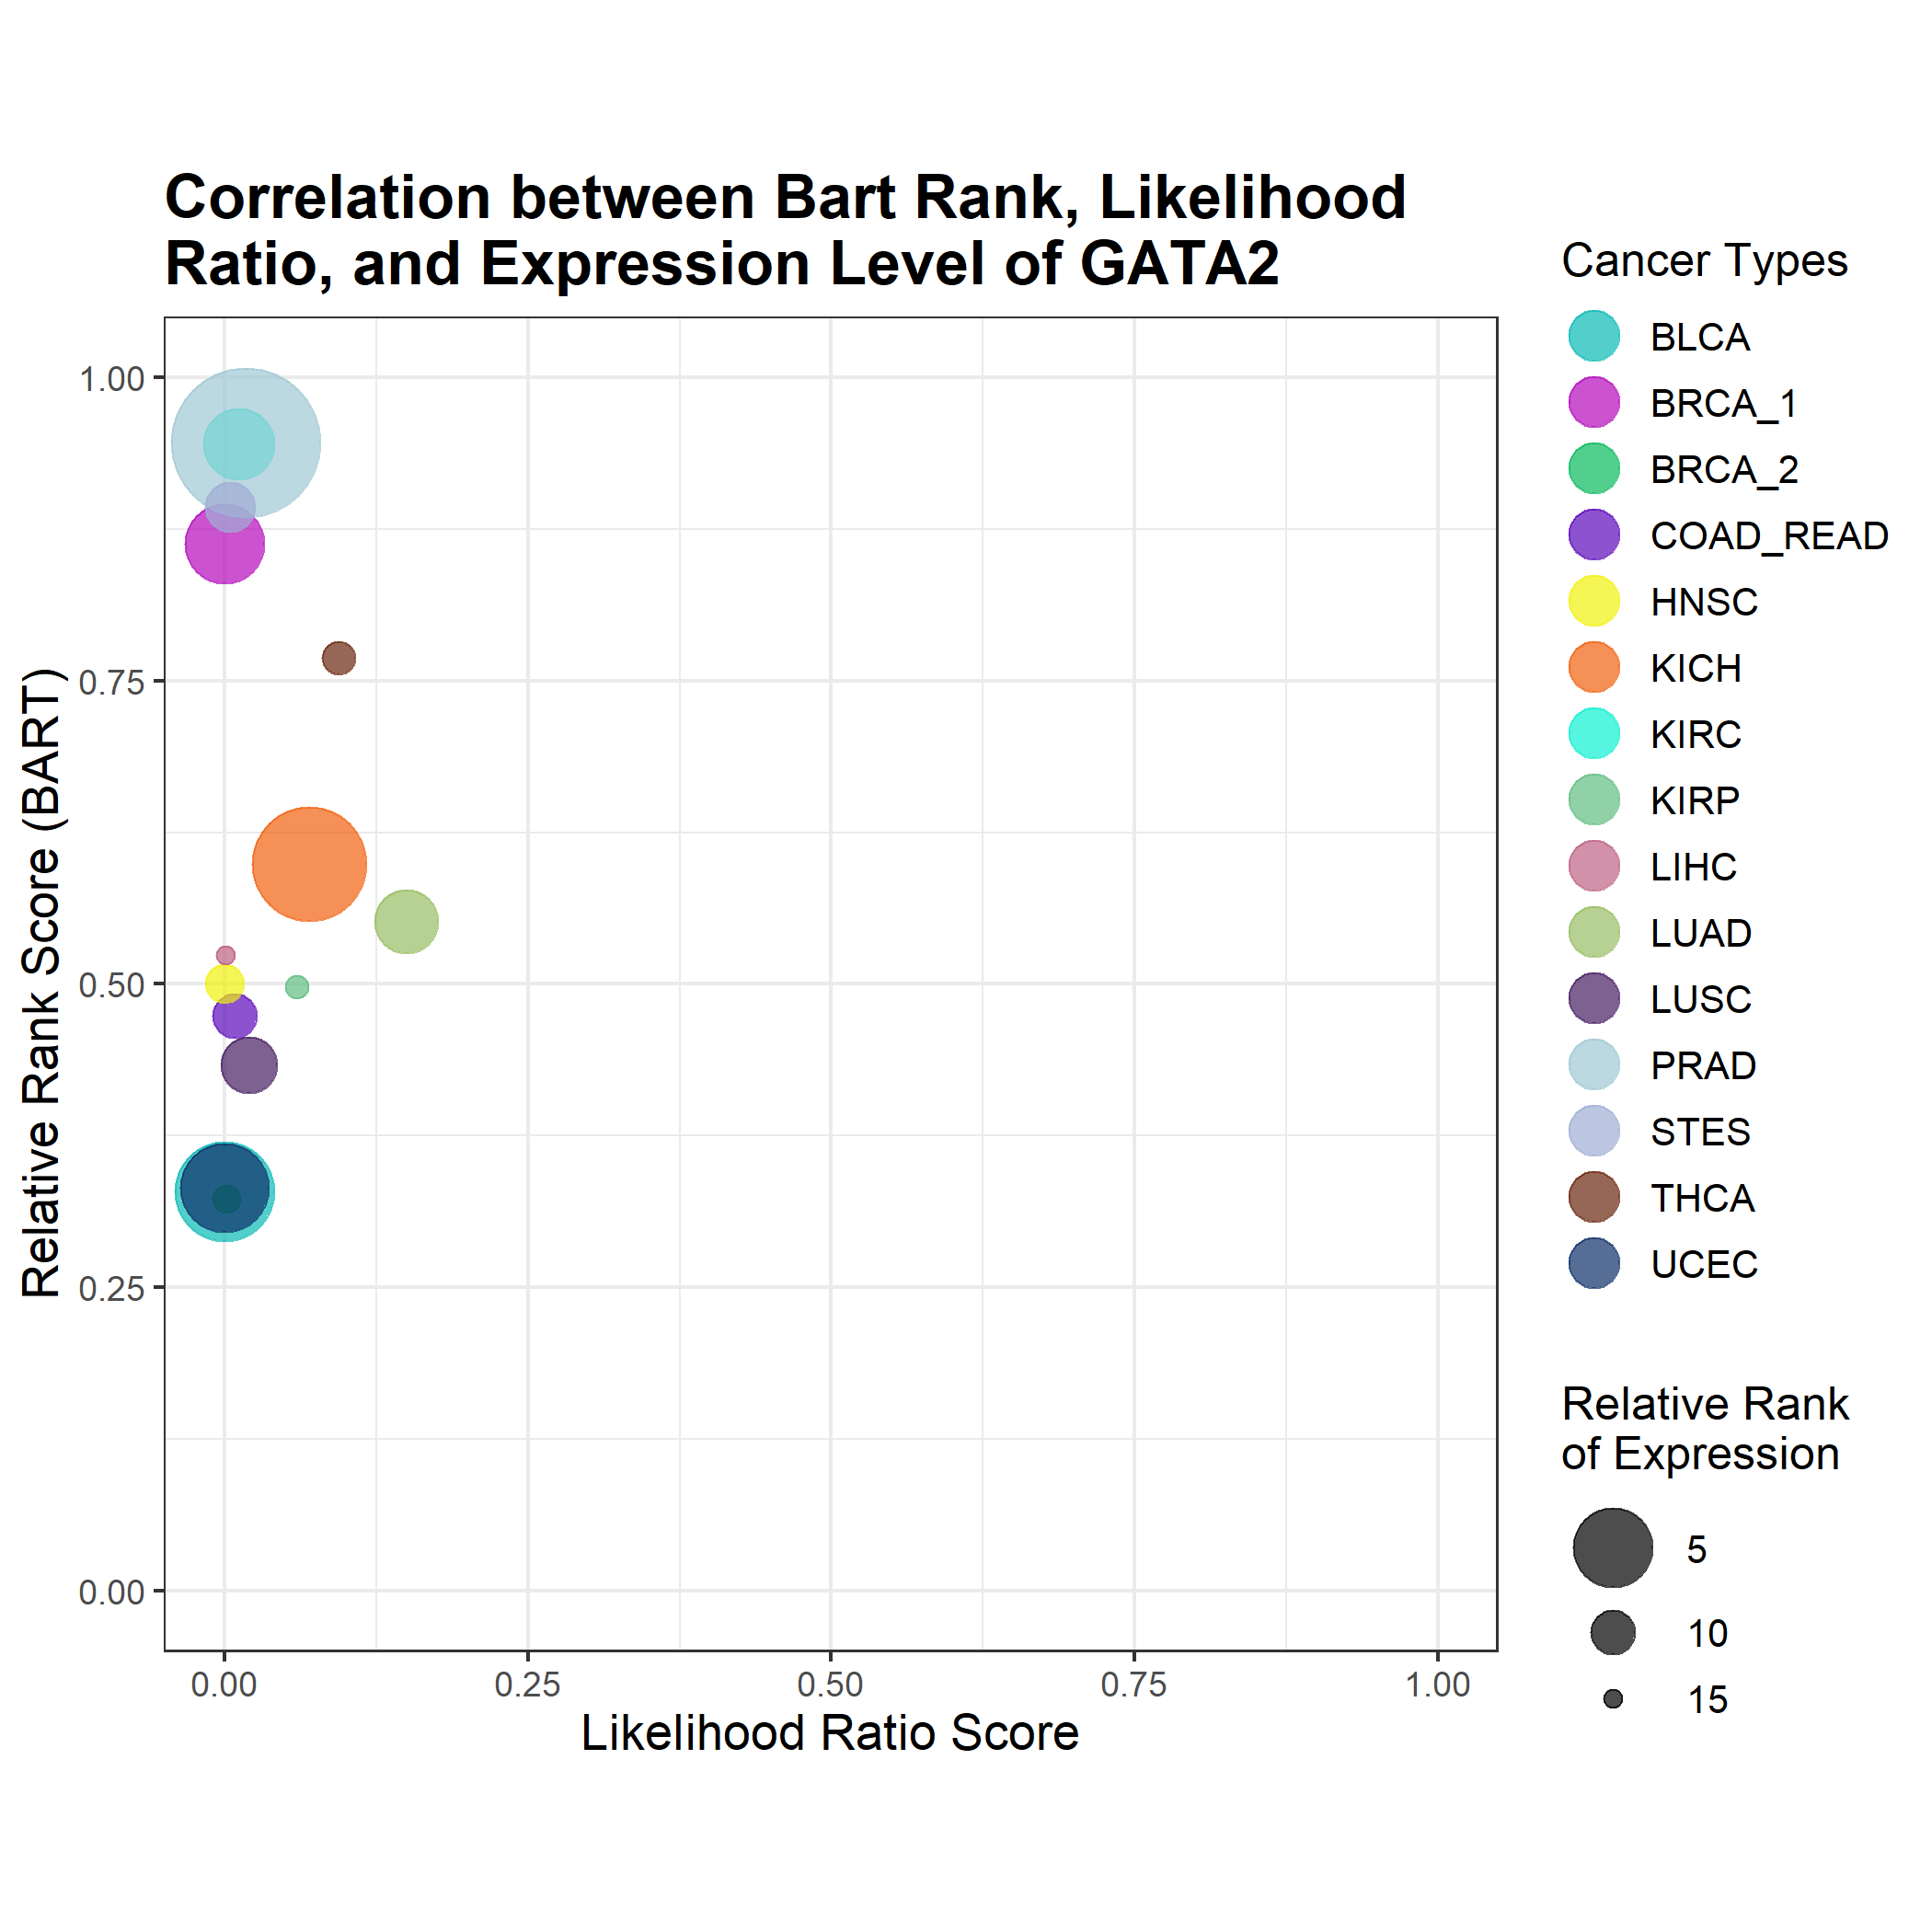 Correlation between Bart Rank, Likelihood
Ratio, and Expression Level of GATA2
Relative Rank Score (BART)
1.00
0.75
0.50
0.25
0.00
0.00
0.25
0.50
0.75
1.00
Likelihood Ratio Score
Cancer Types
BLCA
BRCA_1
BRCA_2
COAD_READ
HNSC
KICH
KIRC
KIRP
LIHC
LUAD
LUSC
PRAD
STES
THCA
UCEC
Relative Rank
of Expression
5
10
15